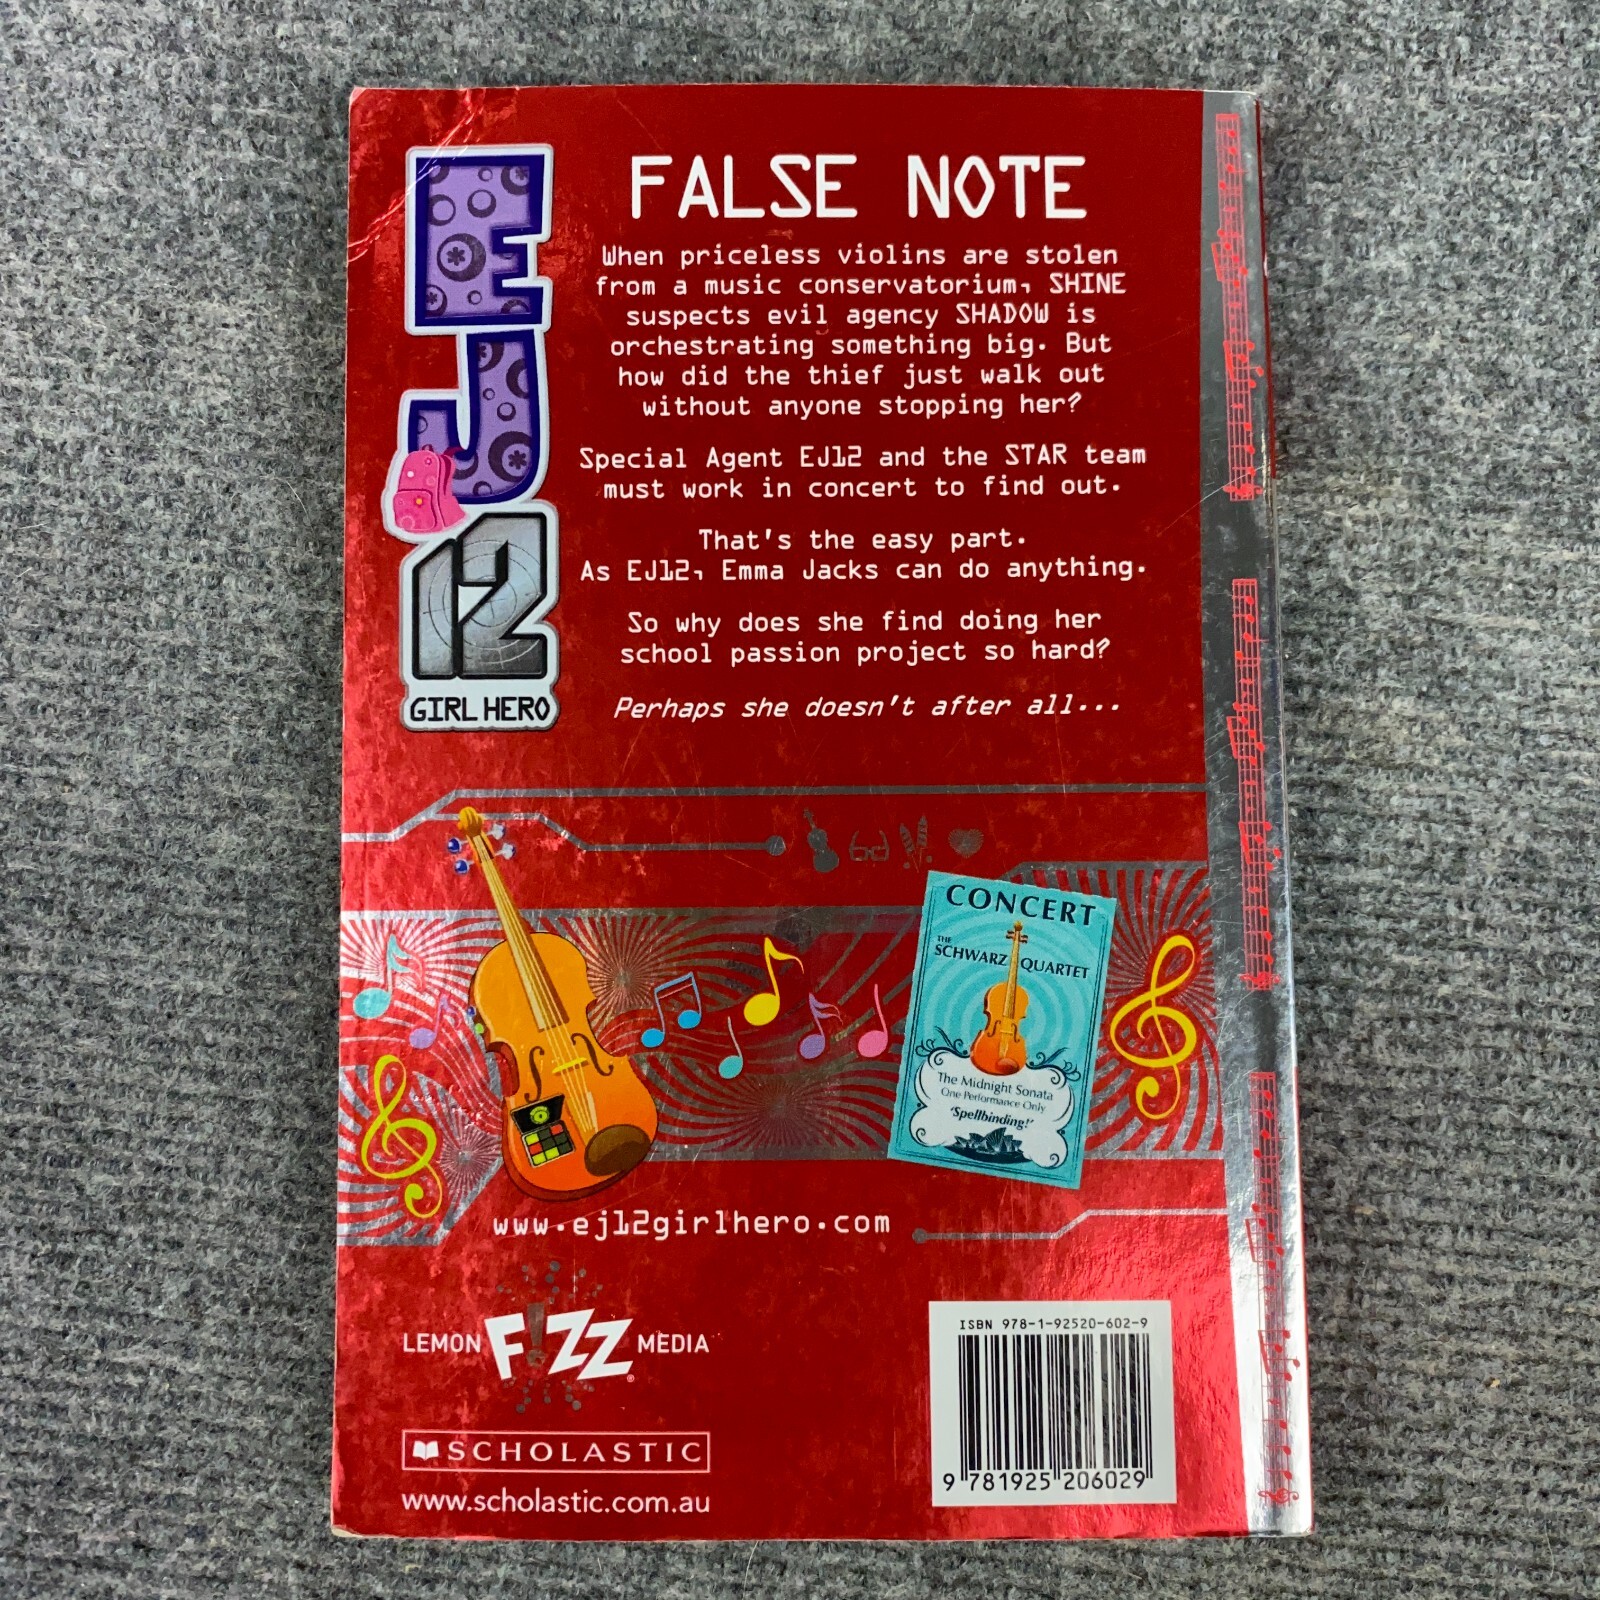 EJ12
GIRL HERO
FALSE NOTE
When priceless violins are stolen
from a music conservatorium, SHINE
suspects evil agency SHADOW is
orchestrating something big. But
how did the thief just walk out
without anyone stopping her?
Special Agent EJ12 and the STAR team
must work in concert to find out.
That's the easy part.
As EJ12, Emma Jacks can do anything.
So why does she find doing her
school passion project so hard?
Perhaps she doesn't after all...
CONCERT
THE
SCHWARZ QUARTET
The Midnight Sonata
One Performance Only
'Spellbinding!'
www.ej12girlhero.com
LEMON FIZZ MEDIA
SCHOLASTIC
www.scholastic.com.au
ISBN 978-1-92520-602-9
9 781925 206029